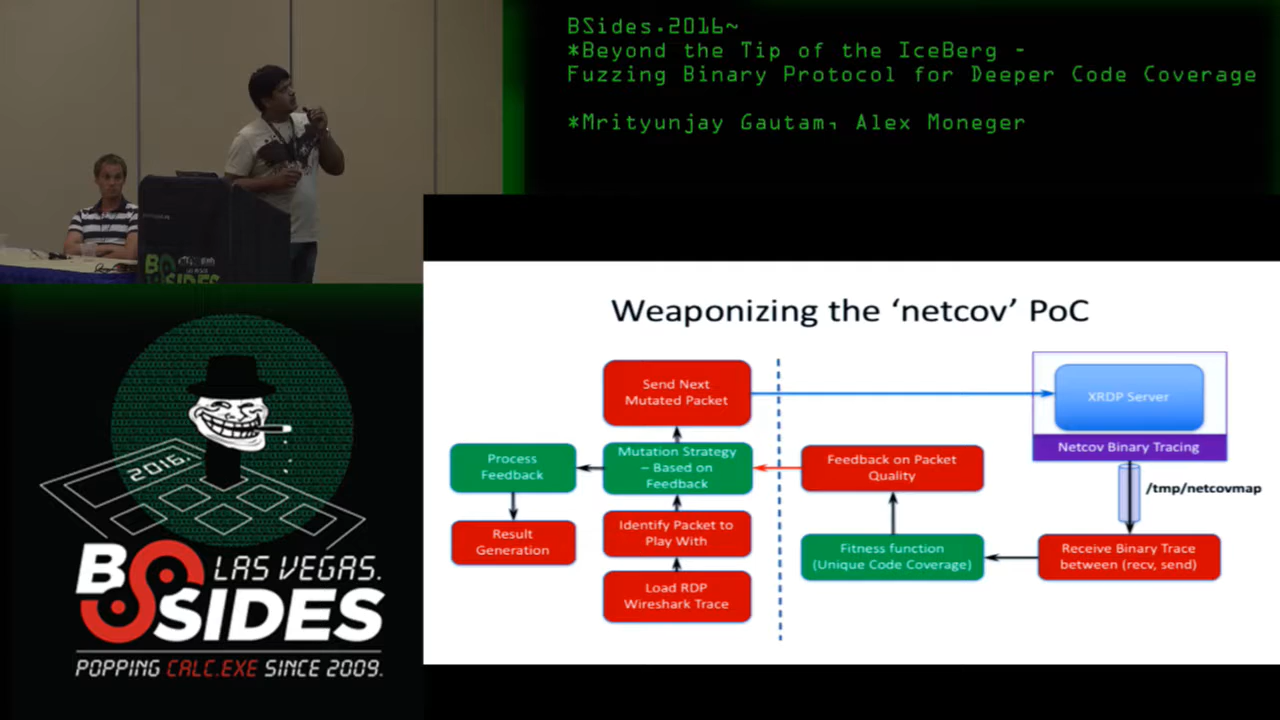 BSides.2016~
*Beyond the Tip of the IceBerg -
Fuzzing Binary Protocol for Deeper Code Coverage
*Mrityunjay Gautam, Alex Moneger
Weaponizing the ‘netcov’ PoC
Send Next
Mutated Packet
XRDP Server
Netcov Binary Tracing
Process
Feedback
Mutation Strategy
– Based on
Feedback
Feedback on Packet
Quality
/tmp/netcovmap
Result
Generation
Identify Packet to
Play With
Fitness function
(Unique Code Coverage)
Receive Binary Trace
between (recv, send)
Load RDP
Wireshark Trace
2016.
BSIDES
LAS VEGAS.
POPPING CALC.EXE SINCE 2009.
BSIDES